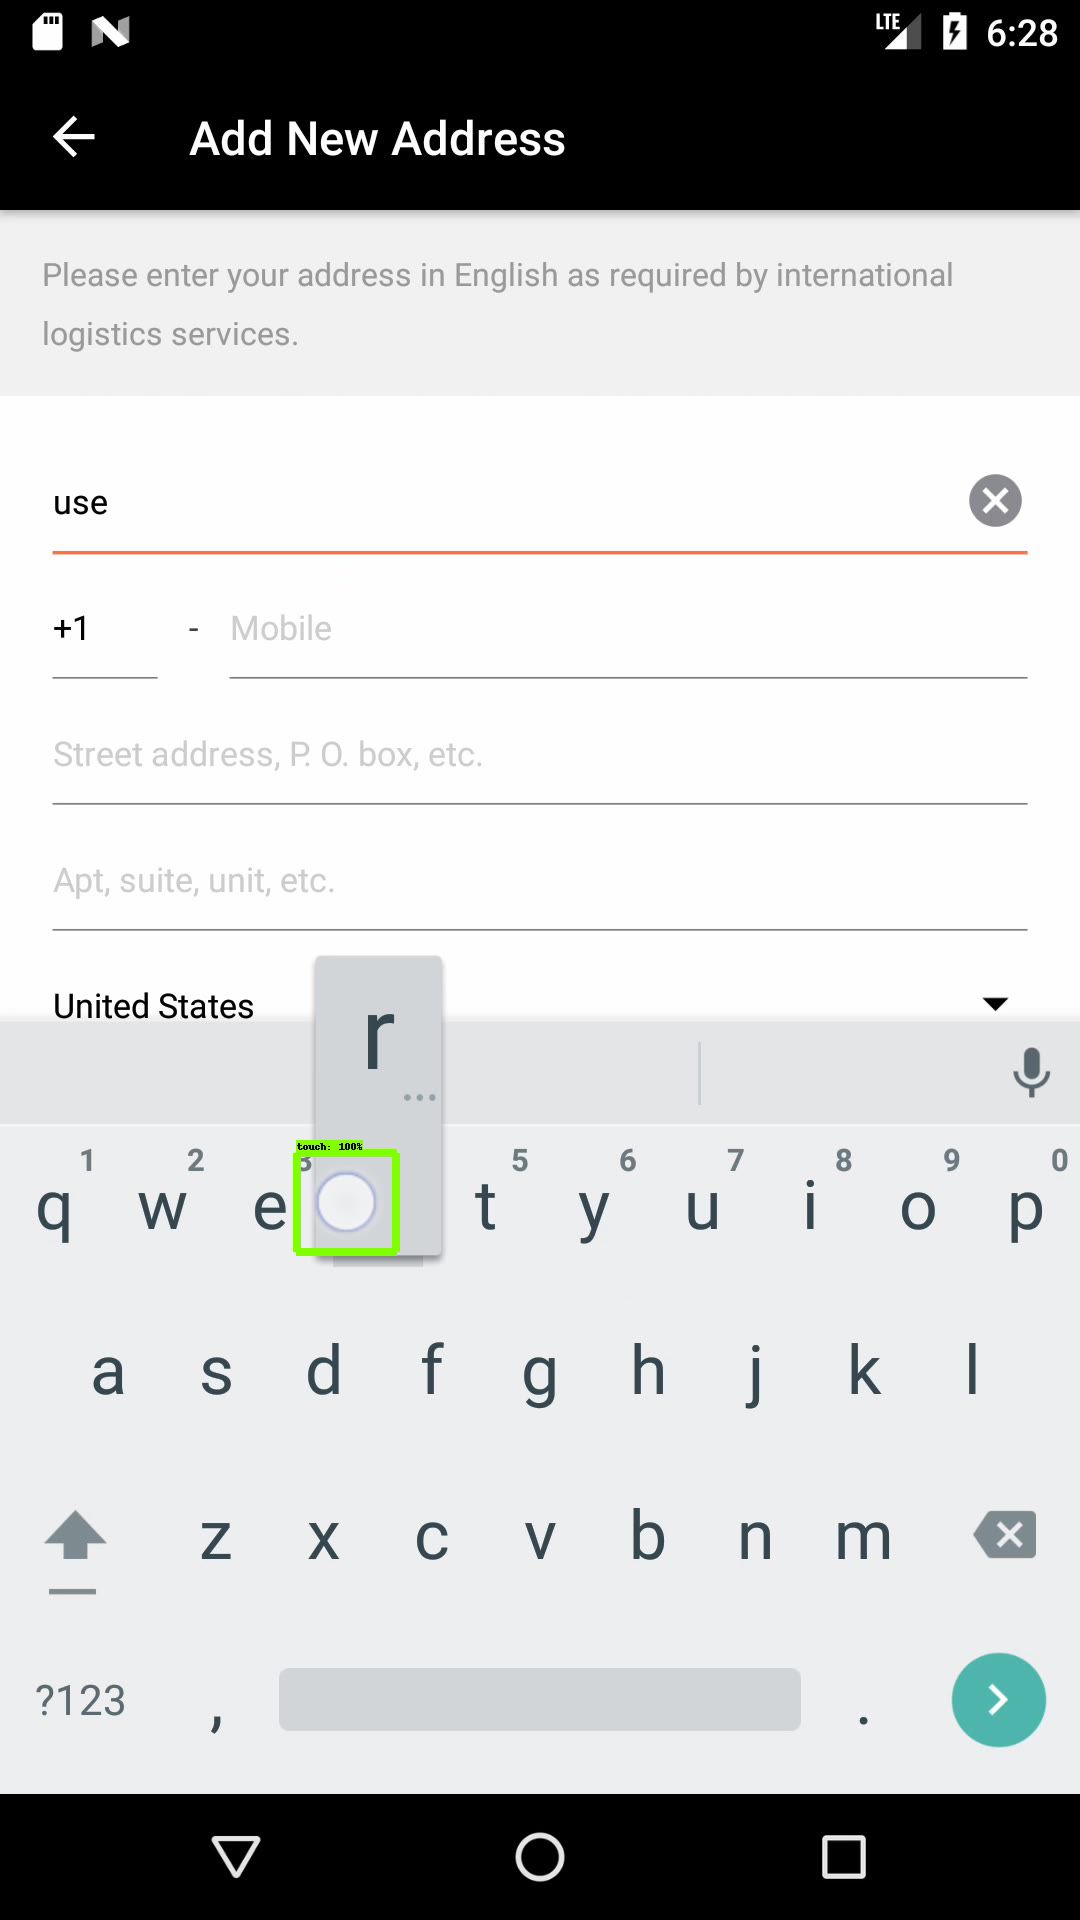 LTE 6:28
Add New Address
Please enter your address in English as required by international
logistics services.
use
+1 - Mobile
Street address, P. O. box, etc.
Apt, suite, unit, etc.
United States
r
...
touch: 100%
1 2 3 5 6 7 8 9 0
q w e t y u i o p
a s d f g h j k l
z x c v b n m
?123 , .